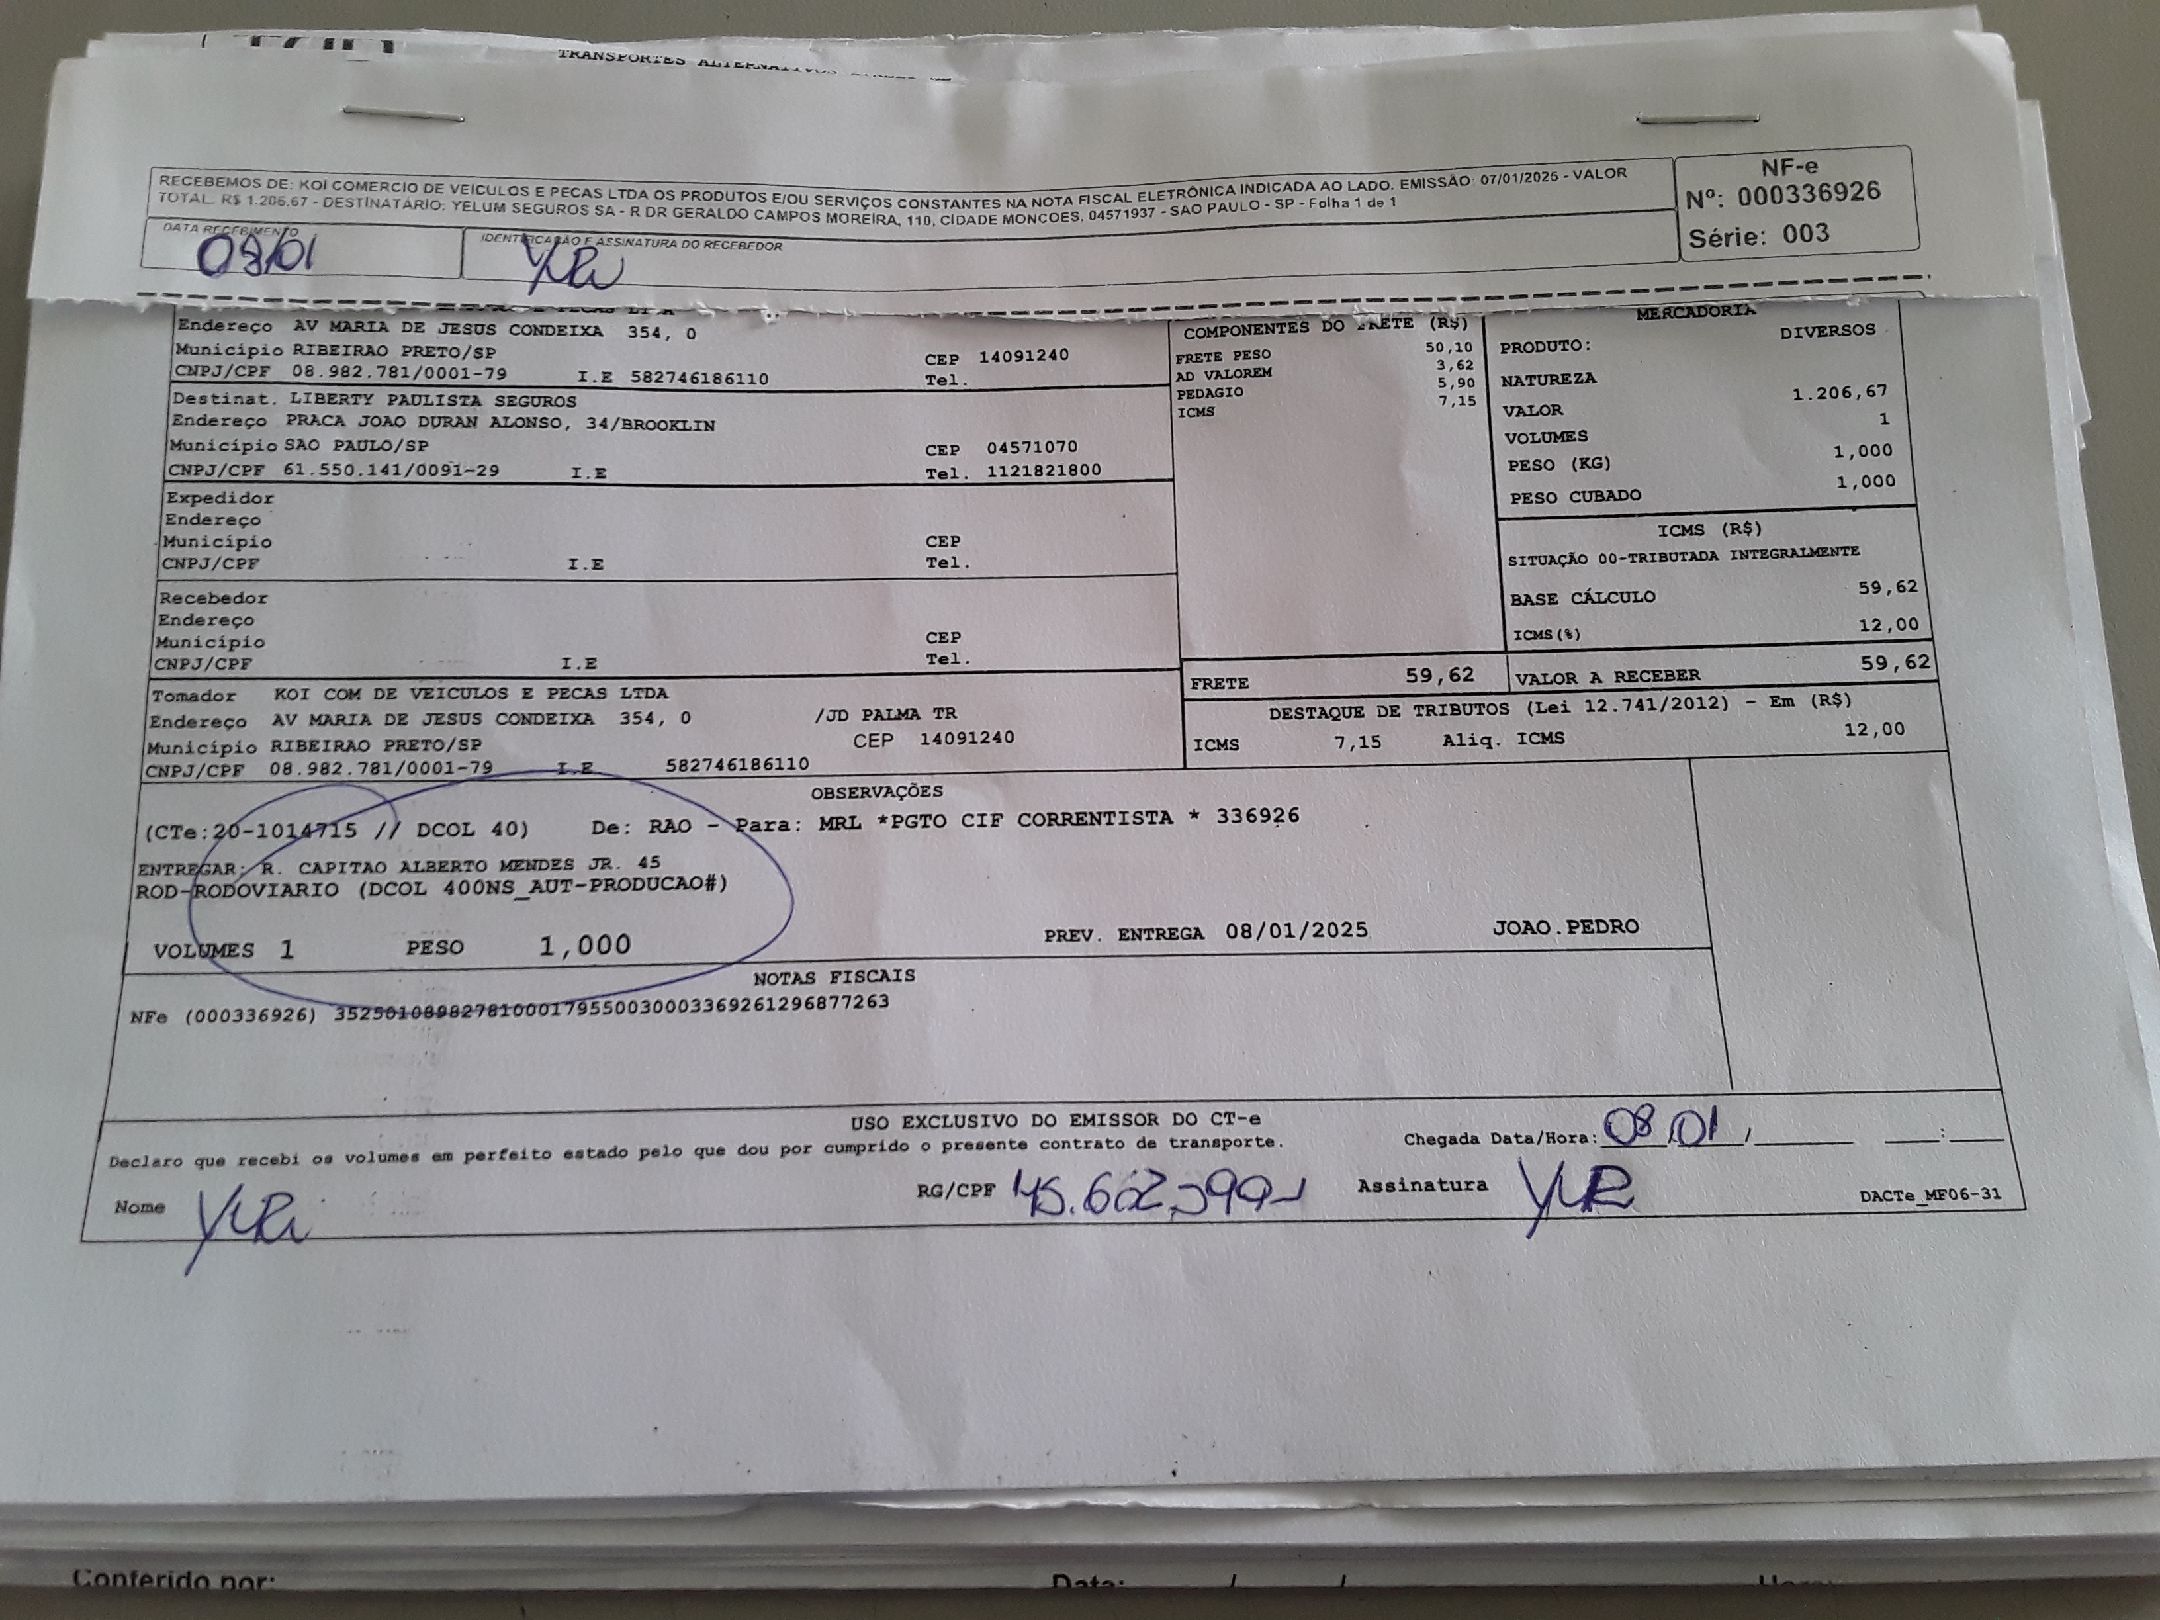 TRANSPORTES
RECEBEMOS DE: KOI COMERCIO DE VEICULOS E PECAS LTDA OS PRODUTOS E/OU SERVIÇOS CONSTANTES NA NOTA FISCAL ELETRÔNICA INDICADA AO LADO. EMISSÃO: 07/01/2025 - VALOR
TOTAL: R$ 1.206,67 - DESTINATÁRIO: YELUM SEGUROS SA - R DR GERALDO CAMPOS MOREIRA, 110, CIDADE MONCOES, 04571937 - SAO PAULO - SP - Folha 1 de 1
NF-e
Nº: 000336926
Série: 003
DATA RECEBIMENTO
08/01
IDENTIFICAÇÃO E ASSINATURA DO RECEBEDOR
YURi
Endereço AV MARIA DE JESUS CONDEIXA 354, 0
Município RIBEIRAO PRETO/SP CEP 14091240
CNPJ/CPF 08.982.781/0001-79 I.E 582746186110 Tel.
Destinat. LIBERTY PAULISTA SEGUROS
Endereço PRACA JOAO DURAN ALONSO, 34/BROOKLIN
Município SAO PAULO/SP CEP 04571070
CNPJ/CPF 61.550.141/0091-29 I.E Tel. 1121821800
Expedidor
Endereço
Município CEP
CNPJ/CPF I.E Tel.
Recebedor
Endereço
Município CEP
CNPJ/CPF I.E Tel.
Tomador KOI COM DE VEICULOS E PECAS LTDA
Endereço AV MARIA DE JESUS CONDEIXA 354, 0 /JD PALMA TR
Município RIBEIRAO PRETO/SP CEP 14091240
CNPJ/CPF 08.982.781/0001-79 I.E 582746186110
COMPONENTES DO FRETE (R$)
FRETE PESO 50,10
AD VALOREM 3,62
PEDAGIO 5,90
ICMS 7,15
MERCADORIA
PRODUTO: DIVERSOS
NATUREZA
VALOR 1.206,67
VOLUMES 1
PESO (KG) 1,000
PESO CUBADO 1,000
ICMS (R$)
SITUAÇÃO 00-TRIBUTADA INTEGRALMENTE
BASE CÁLCULO 59,62
ICMS(%) 12,00
FRETE 59,62 VALOR A RECEBER 59,62
DESTAQUE DE TRIBUTOS (Lei 12.741/2012) - Em (R$)
ICMS 7,15 Aliq. ICMS 12,00
OBSERVAÇÕES
(CTe:20-1014715 // DCOL 40) De: RAO - Para: MRL *PGTO CIF CORRENTISTA * 336926
ENTREGAR: R. CAPITAO ALBERTO MENDES JR. 45
ROD-RODOVIARIO (DCOL 400NS_AUT-PRODUCAO#)
VOLUMES 1 PESO 1,000 PREV. ENTREGA 08/01/2025 JOAO.PEDRO
NOTAS FISCAIS
NFe (000336926) 35250108982781000179550030003369261296877263
USO EXCLUSIVO DO EMISSOR DO CT-e
Declaro que recebi os volumes em perfeito estado pelo que dou por cumprido o presente contrato de transporte. Chegada Data/Hora: 08/01/ :
Nome YURi RG/CPF Assinatura YUR DACTe_MF06-31
Conferido por: Data: / / Hora: